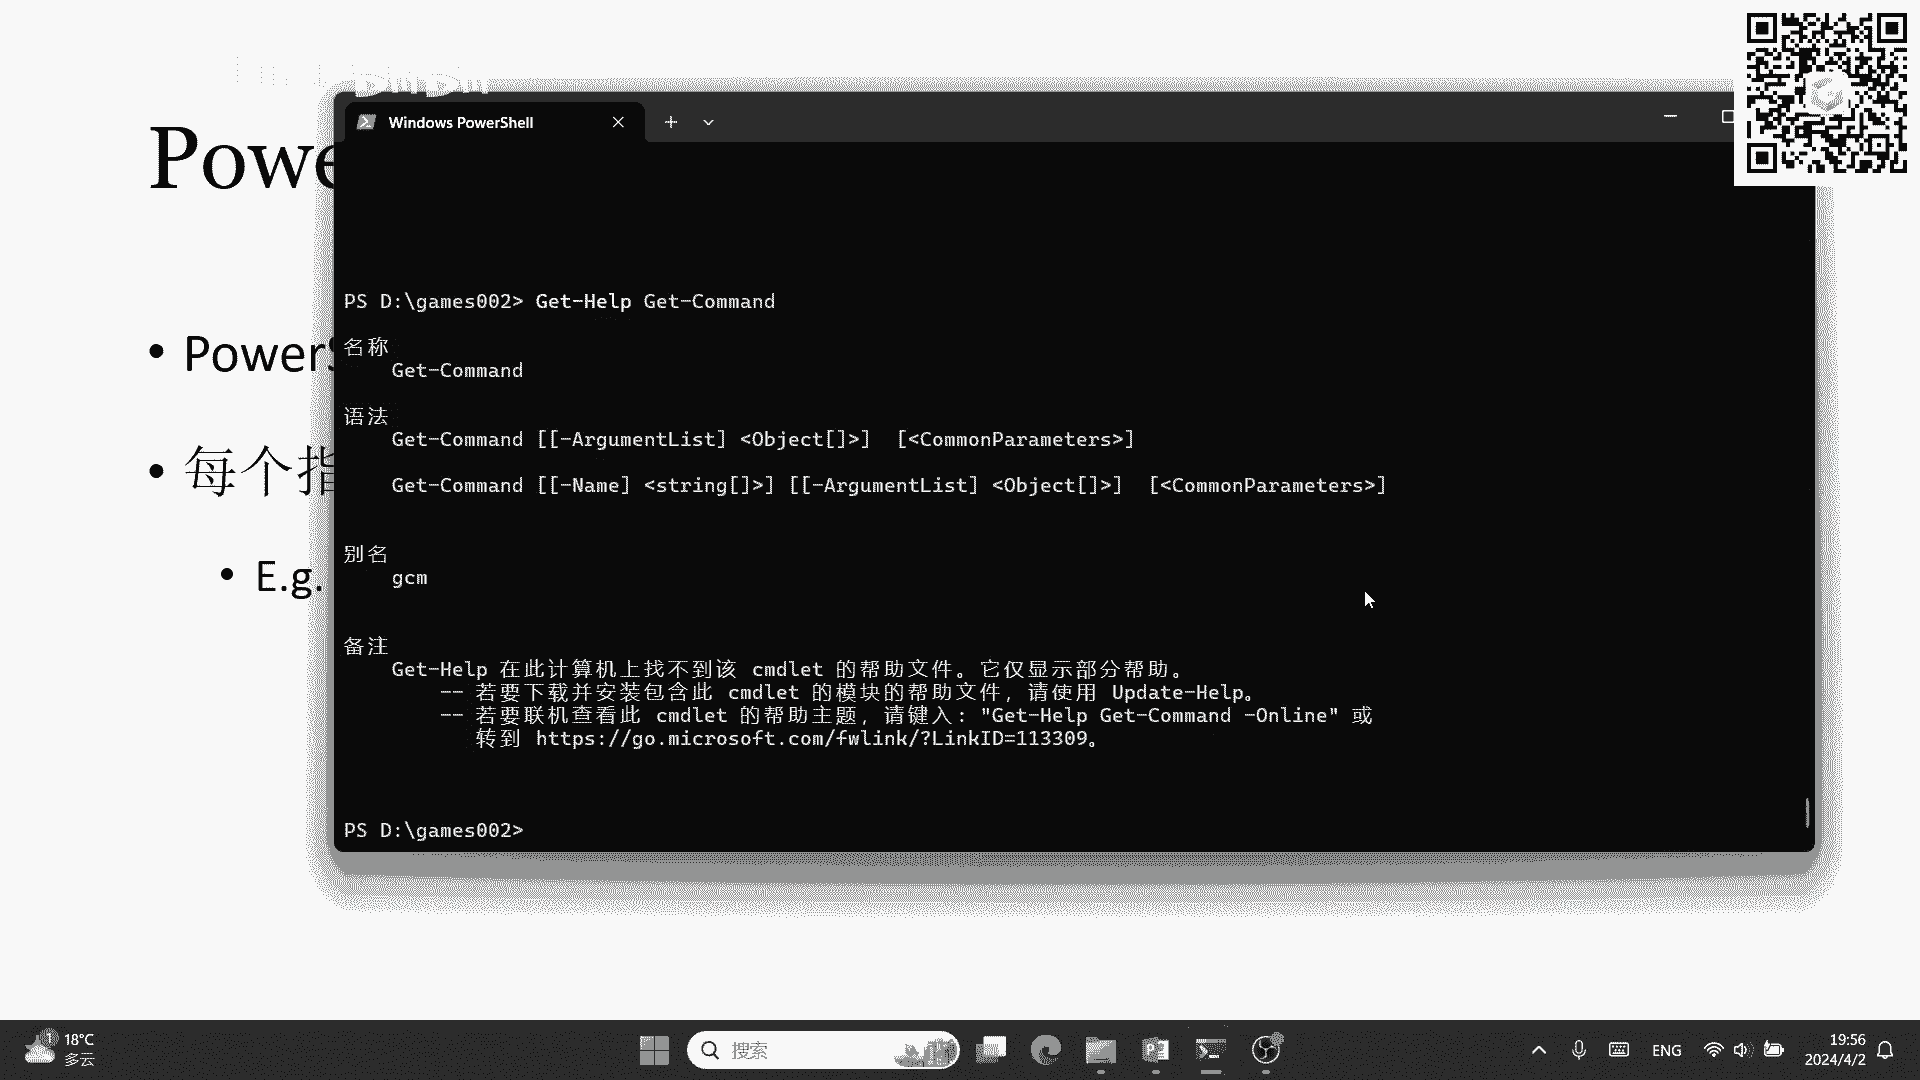 Windows PowerShell
Powe
PS D:\games002> Get-Help Get-Command
名称
Get-Command
语法
Get-Command [[-ArgumentList] <Object[]>]  [<CommonParameters>]
Get-Command [[-Name] <string[]>] [[-ArgumentList] <Object[]>]  [<CommonParameters>]
别名
gcm
备注
Get-Help 在此计算机上找不到该 cmdlet 的帮助文件。它仅显示部分帮助。
-- 若要下载并安装包含此 cmdlet 的模块的帮助文件，请使用 Update-Help。
-- 若要联机查看此 cmdlet 的帮助主题，请键入: "Get-Help Get-Command -Online" 或
转到 https://go.microsoft.com/fwlink/?LinkID=113309。
PS D:\games002>
• PowerS
• 每个指
• E.g.
1
18°C
多云
搜索
ENG
19:56
2024/4/2